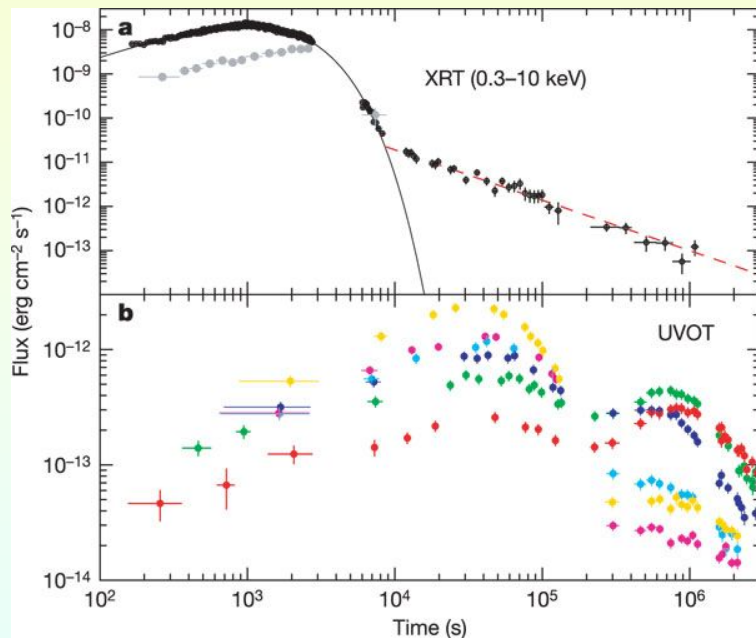 a
XRT (0.3–10 keV)
10⁻⁸
10⁻⁹
10⁻¹⁰
10⁻¹¹
10⁻¹²
10⁻¹³
Flux (erg cm⁻² s⁻¹)
b
UVOT
10⁻¹²
10⁻¹³
10⁻¹⁴
10² 10³ 10⁴ 10⁵ 10⁶
Time (s)